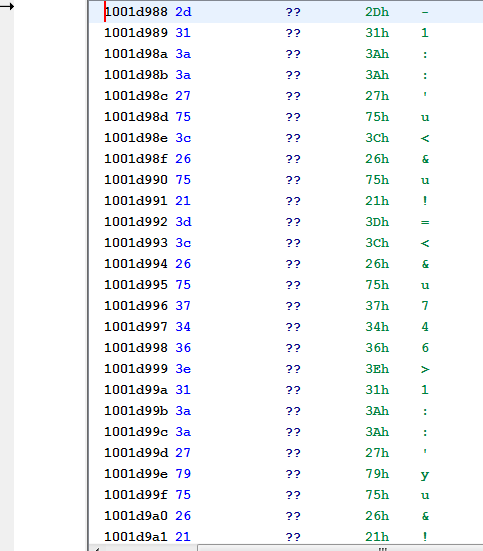 1001d988 2d ?? 2Dh -
1001d989 31 ?? 31h 1
1001d98a 3a ?? 3Ah :
1001d98b 3a ?? 3Ah :
1001d98c 27 ?? 27h '
1001d98d 75 ?? 75h u
1001d98e 3c ?? 3Ch <
1001d98f 26 ?? 26h &
1001d990 75 ?? 75h u
1001d991 21 ?? 21h !
1001d992 3d ?? 3Dh =
1001d993 3c ?? 3Ch <
1001d994 26 ?? 26h &
1001d995 75 ?? 75h u
1001d996 37 ?? 37h 7
1001d997 34 ?? 34h 4
1001d998 36 ?? 36h 6
1001d999 3e ?? 3Eh >
1001d99a 31 ?? 31h 1
1001d99b 3a ?? 3Ah :
1001d99c 3a ?? 3Ah :
1001d99d 27 ?? 27h '
1001d99e 79 ?? 79h y
1001d99f 75 ?? 75h u
1001d9a0 26 ?? 26h &
1001d9a1 21 ?? 21h !